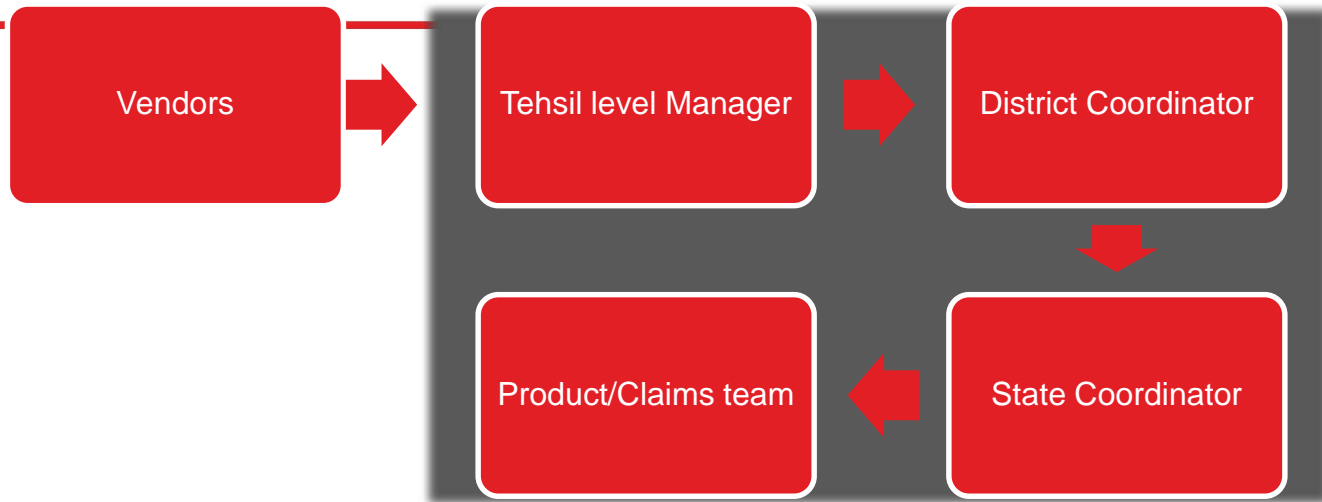 Vendors
Tehsil level Manager
District Coordinator
Product/Claims team
State Coordinator